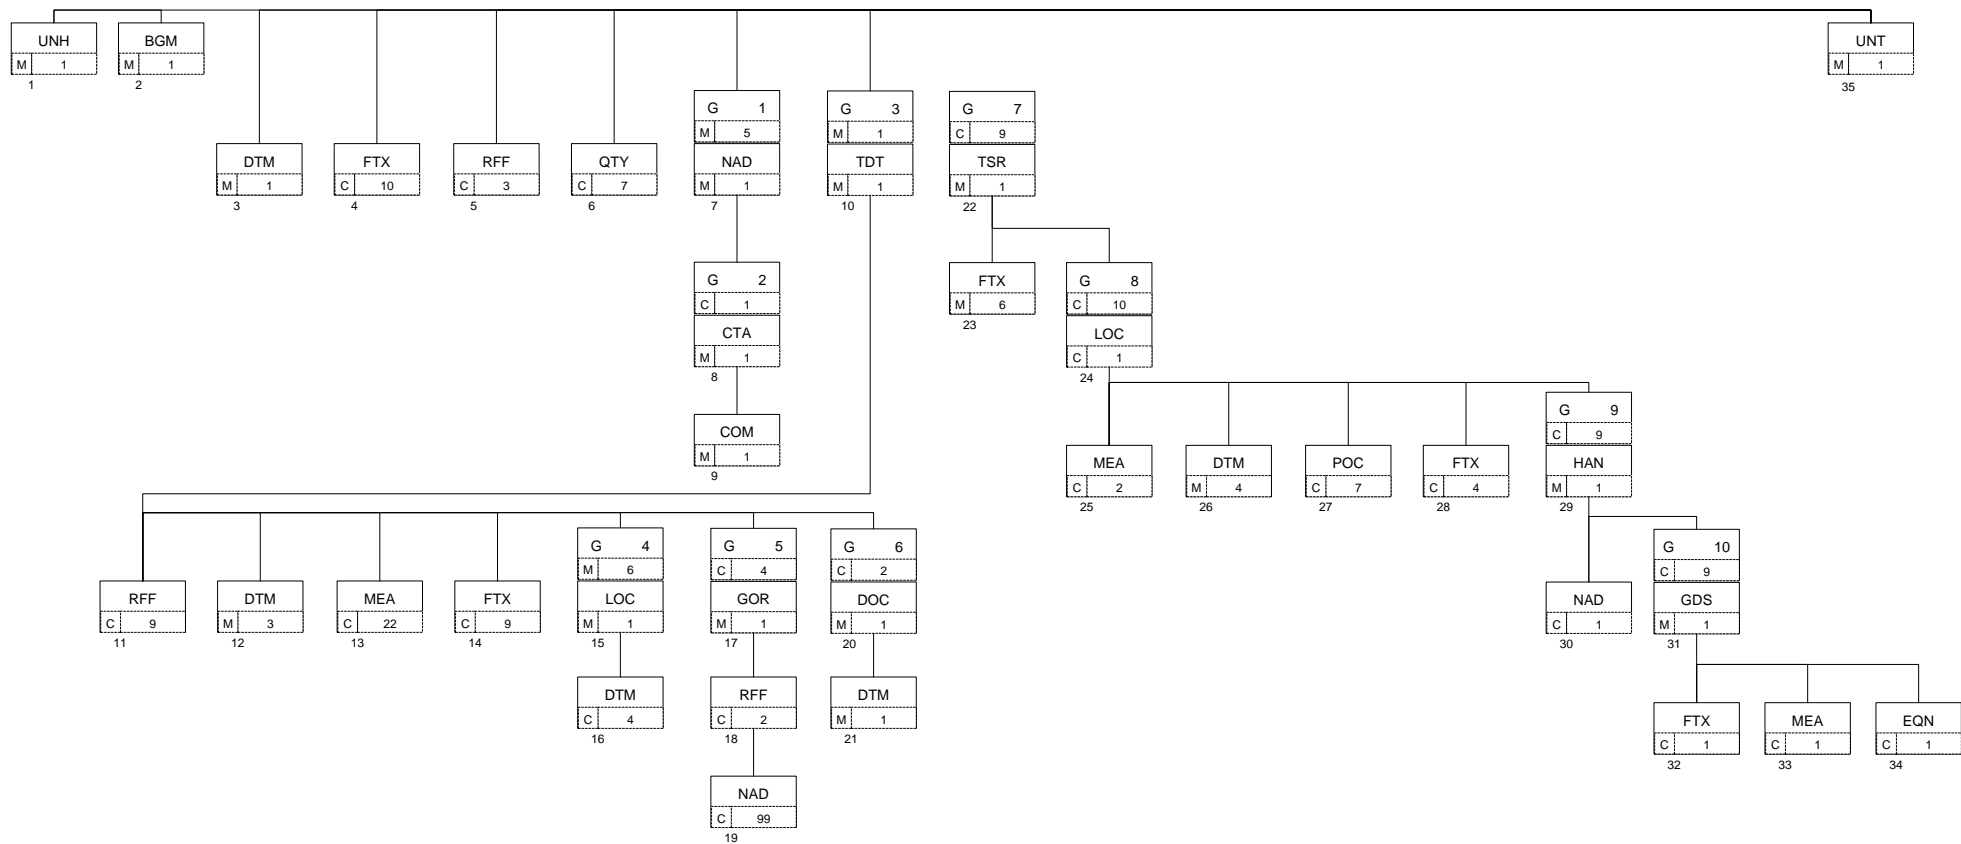 UNH
M 1
1
BGM
M 1
2
UNT
M 1
35
DTM
M 1
3
FTX
C 10
4
RFF
C 3
5
QTY
C 7
6
G 1
M 5
NAD
M 1
7
G 2
C 1
CTA
M 1
8
COM
M 1
9
G 3
M 1
TDT
M 1
10
RFF
C 9
11
DTM
M 3
12
MEA
C 22
13
FTX
C 9
14
G 4
M 6
LOC
M 1
15
DTM
C 4
16
G 5
C 4
GOR
M 1
17
RFF
C 2
18
NAD
C 99
19
G 6
C 2
DOC
M 1
20
DTM
M 1
21
G 7
C 9
TSR
M 1
22
FTX
M 6
23
G 8
C 10
LOC
C 1
24
MEA
C 2
25
DTM
M 4
26
POC
C 7
27
FTX
C 4
28
G 9
C 9
HAN
M 1
29
NAD
C 1
30
G 10
C 9
GDS
M 1
31
FTX
C 1
32
MEA
C 1
33
EQN
C 1
34